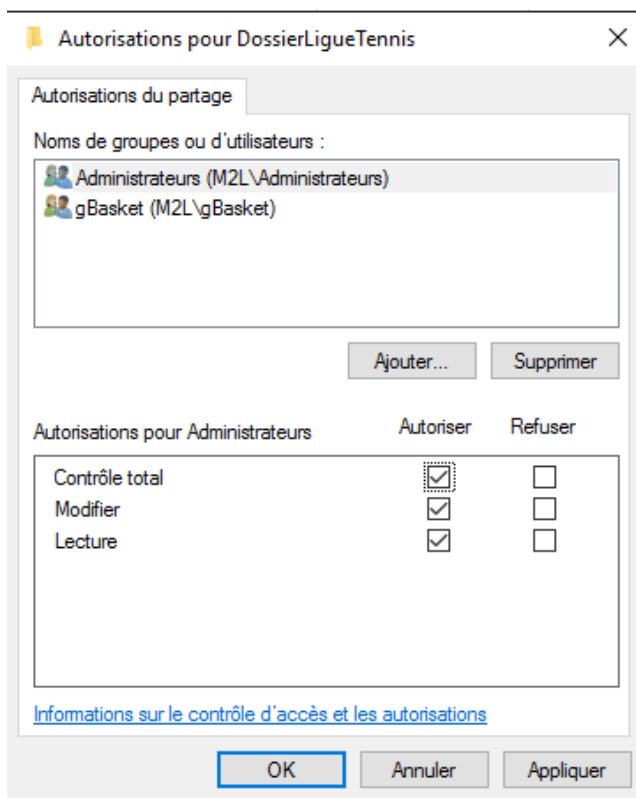 Autorisations pour DossierLigueTennis
Autorisations du partage
Noms de groupes ou d'utilisateurs :
Administrateurs (M2L\Administrateurs)
gBasket (M2L\gBasket)
Ajouter... Supprimer
Autorisations pour Administrateurs Autoriser Refuser
Contrôle total
Modifier
Lecture
Informations sur le contrôle d'accès et les autorisations
OK Annuler Appliquer